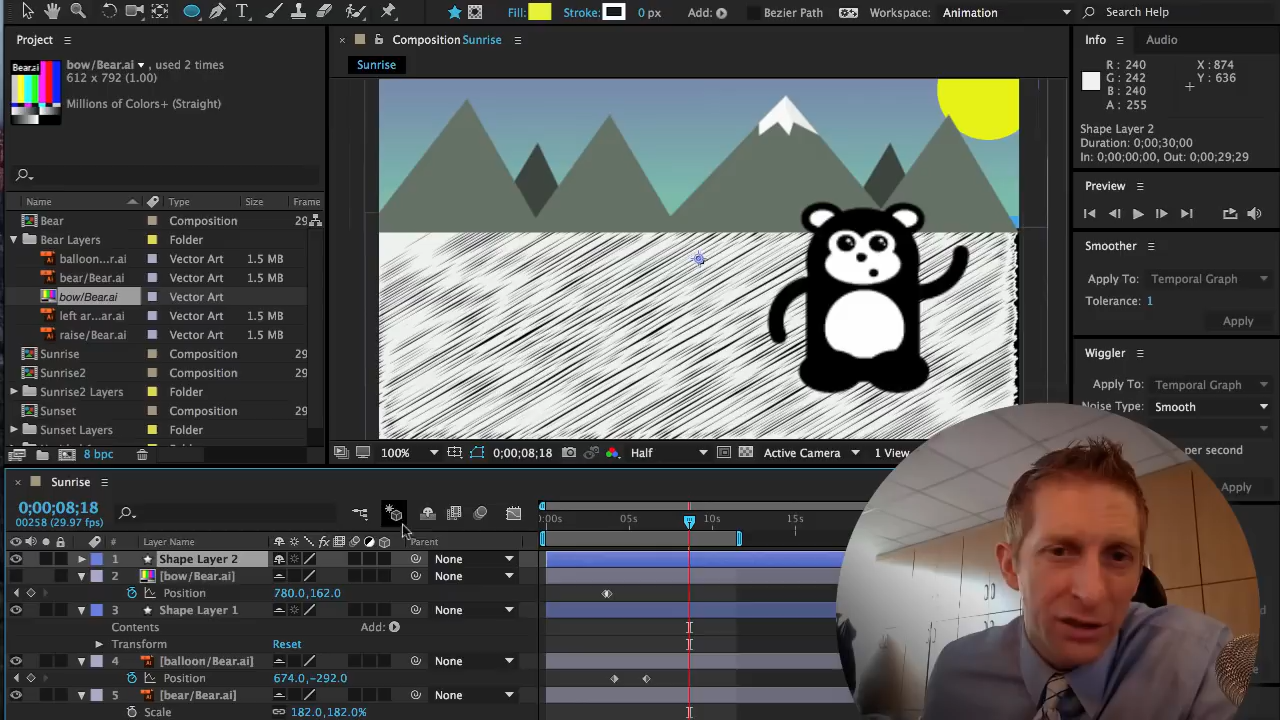 Fill:
Stroke:
0 px
Add:
Bezier Path
Workspace:
Animation
Search Help
Project
bow/Bear.ai
, used 2 times
612 x 792 (1.00)
Millions of Colors+ (Straight)
Bear.ai
Name
Type
Size
Frame
Bear
Composition
29
Bear Layers
Folder
balloon...r.ai
Vector Art
1.5 MB
bear/Bear.ai
Vector Art
1.5 MB
bow/Bear.ai
Vector Art
left ar...ar.ai
Vector Art
1.5 MB
raise/Bear.ai
Vector Art
1.5 MB
Sunrise
Composition
29
Sunrise2
Composition
29
Sunrise2 Layers
Folder
Sunset
Composition
29
Sunset Layers
Folder
8 bpc
Composition Sunrise
Sunrise
100%
0;00;08;18
Half
Active Camera
1 View
Info
Audio
R : 240
G : 242
B : 240
A : 255
X : 874
Y : 636
Shape Layer 2
Duration: 0;00;30;00
In: 0;00;00;00, Out: 0;00;29;29
Preview
Smoother
Apply To:
Temporal Graph
Tolerance: 1
Apply
Wiggler
Apply To:
Temporal Graph
Noise Type:
Smooth
per second
Apply
Sunrise
0;00;08;18
00258 (29.97 fps)
0:00s
05s
10s
15s
#
Layer Name
Parent
1
Shape Layer 2
None
2
[bow/Bear.ai]
None
Position
780.0,162.0
3
Shape Layer 1
None
Contents
Add:
Transform
Reset
4
[balloon/Bear.ai]
None
Position
674.0,-292.0
5
[bear/Bear.ai]
None
Scale
182.0,182.0%